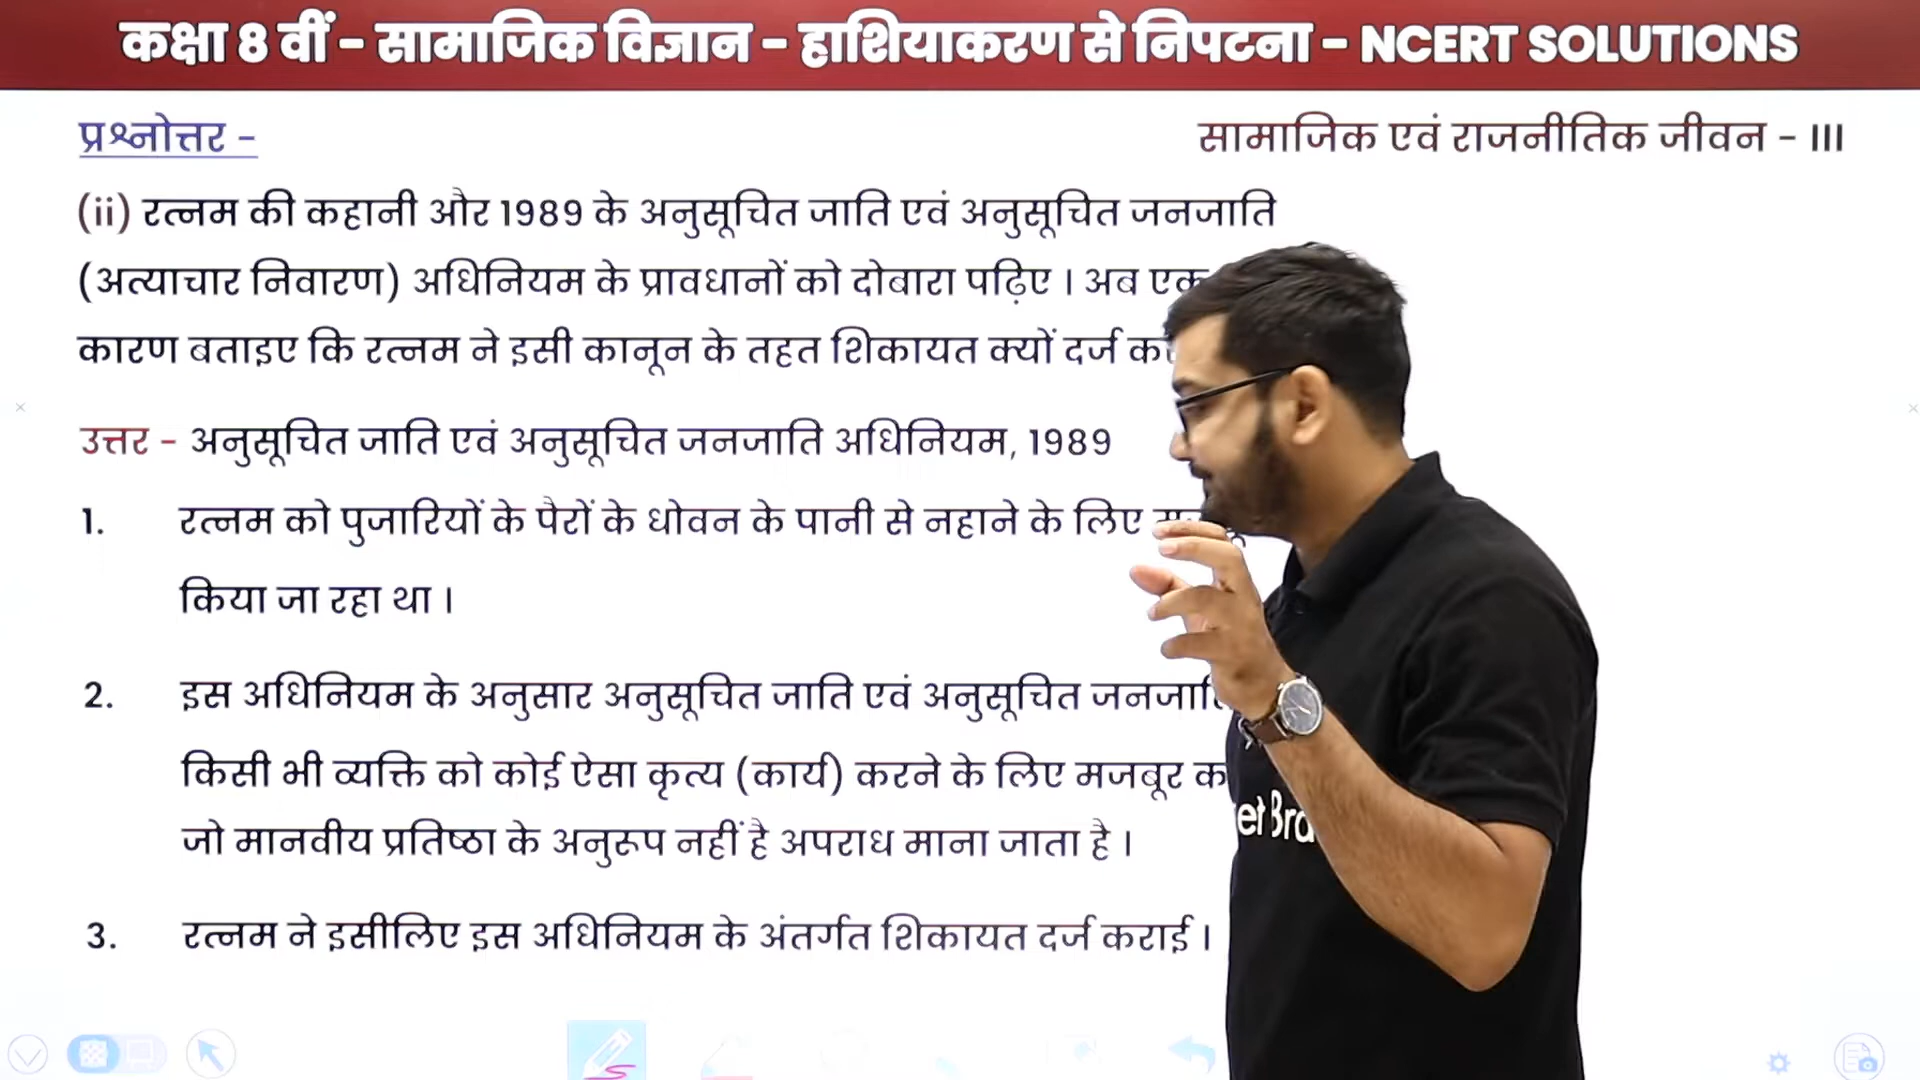 कक्षा 8 वीं - सामाजिक विज्ञान - हाशियाकरण से निपटना - NCERT SOLUTIONS
प्रश्नोत्तर -
सामाजिक एवं राजनीतिक जीवन - III
(ii) रत्नम की कहानी और 1989 के अनुसूचित जाति एवं अनुसूचित जनजाति
(अत्याचार निवारण) अधिनियम के प्रावधानों को दोबारा पढ़िए । अब एक
कारण बताइए कि रत्नम ने इसी कानून के तहत शिकायत क्यों दर्ज
उत्तर - अनुसूचित जाति एवं अनुसूचित जनजाति अधिनियम, 1989
1. रत्नम को पुजारियों के पैरों के धोवन के पानी से नहाने के लिए
किया जा रहा था ।
2. इस अधिनियम के अनुसार अनुसूचित जाति एवं अनुसूचित
किसी भी व्यक्ति को कोई ऐसा कृत्य (कार्य) करने के लिए मजबूर
जो मानवीय प्रतिष्ठा के अनुरूप नहीं है अपराध माना जाता है ।
3. रत्नम ने इसीलिए इस अधिनियम के अंतर्गत शिकायत दर्ज कराई ।